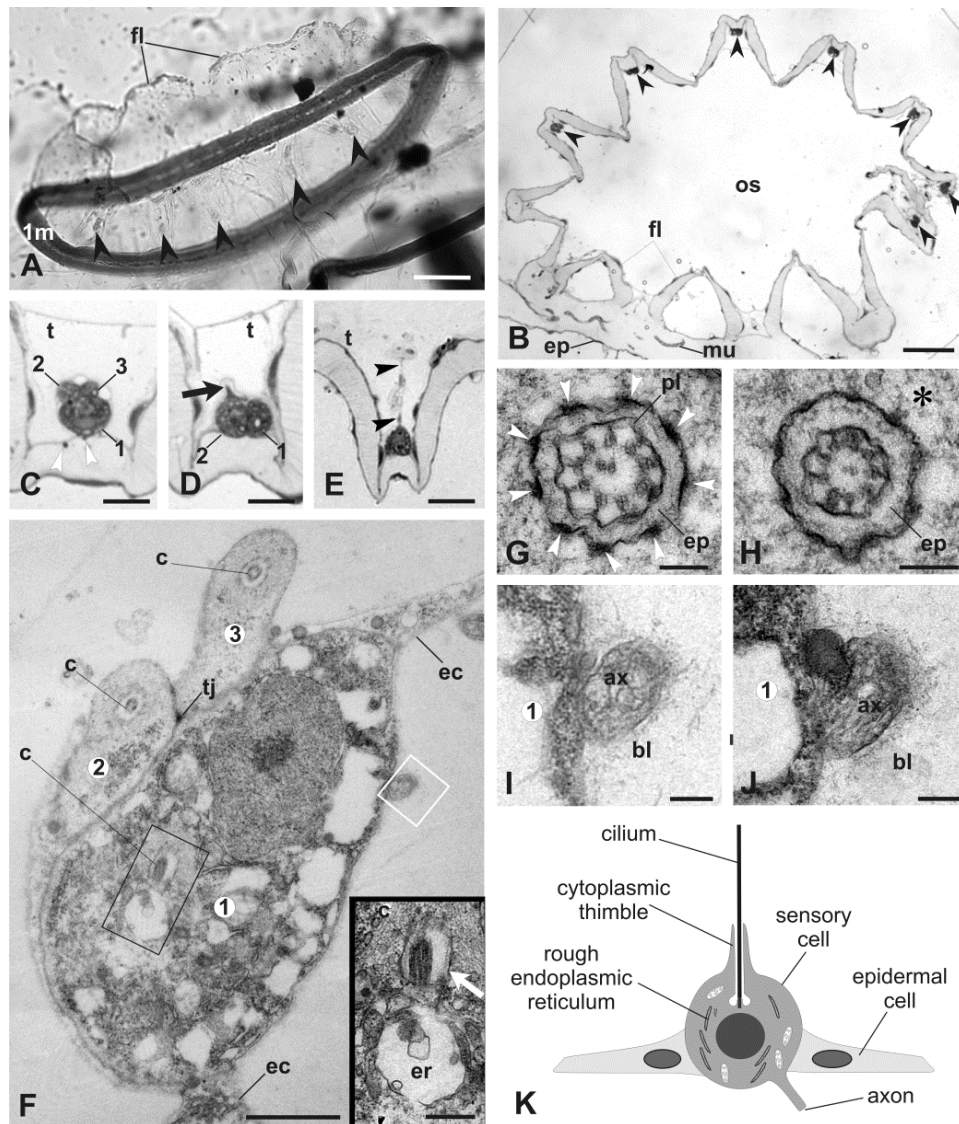 fl
1m
A
os
fl
ep
mu
B
t
2
3
1
C
t
2
1
D
t
E
pl
ep
G
*
ep
H
c
3
ec
c
tj
2
c
1
c
er
ec
F
ax
1
bl
I
1
ax
bl
J
cilium
cytoplasmic
thimble
sensory
cell
rough
endoplasmic
reticulum
epidermal
cell
axon
K